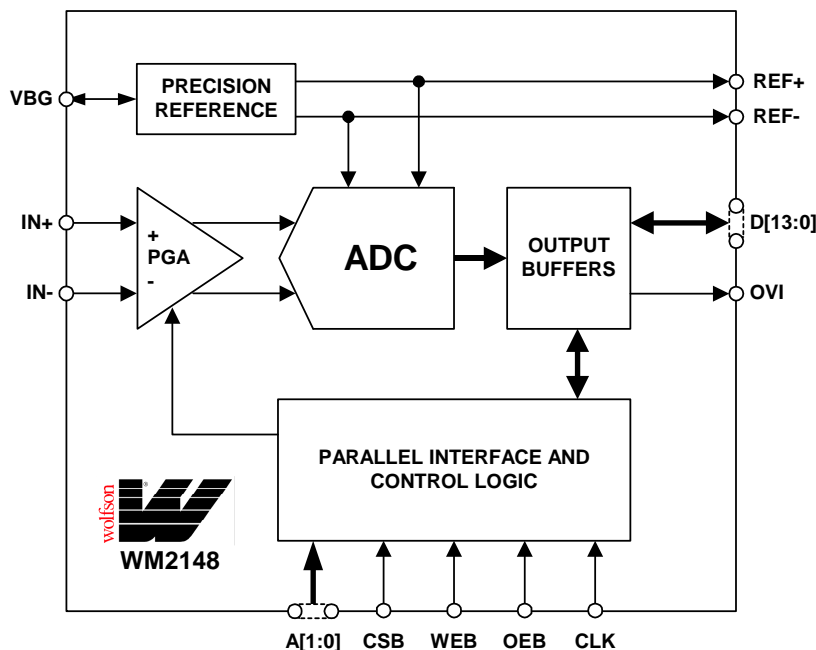 PRECISION
REFERENCE
VBG
REF+
REF-
IN+
IN-
+
PGA
-
ADC
OUTPUT
BUFFERS
D[13:0]
OVI
PARALLEL INTERFACE AND
CONTROL LOGIC
wolfson
®
WM2148
A[1:0] CSB WEB OEB CLK